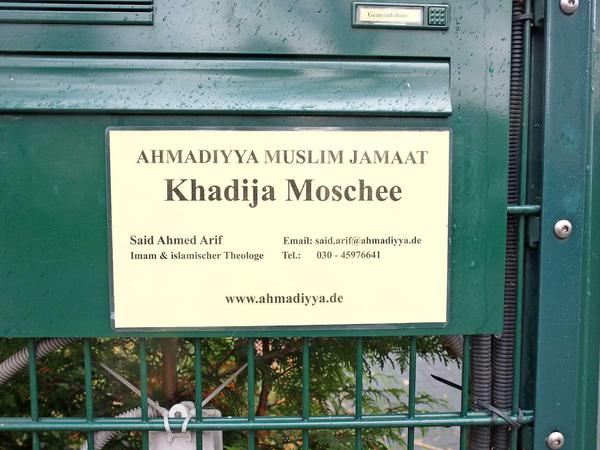 Gemeindehaus
AHMADIYYA MUSLIM JAMAAT
Khadija Moschee
Said Ahmed Arif Email: said.arif@ahmadiyya.de
Imam & islamischer Theologe Tel.: 030 - 45976641
www.ahmadiyya.de